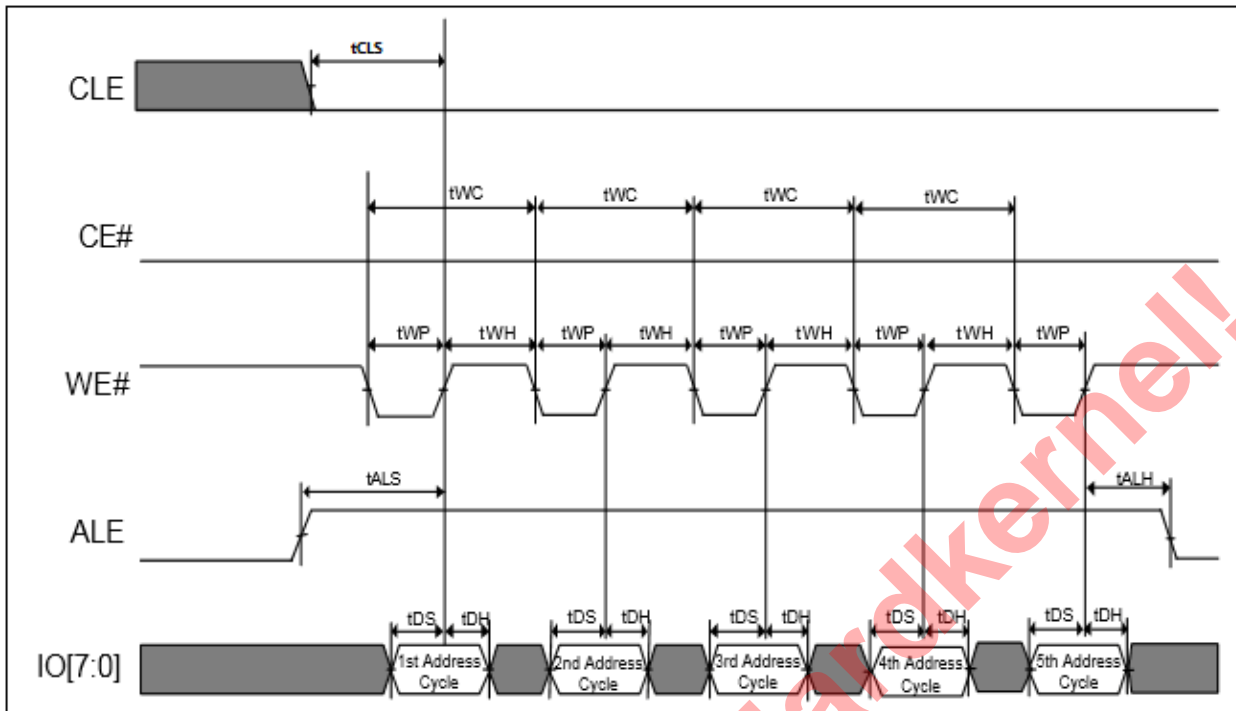 tCLS
CLE
tWC tWC tWC tWC
CE#
tWP tWH tWP tWH tWP tWH tWP tWH tWP
WE#
tALS tALH
ALE
tDS tDH tDS tDH tDS tDH tDS tDH tDS tDH
IO[7:0]
1st Address Cycle
2nd Address Cycle
3rd Address Cycle
4th Address Cycle
5th Address Cycle
ardkernel!